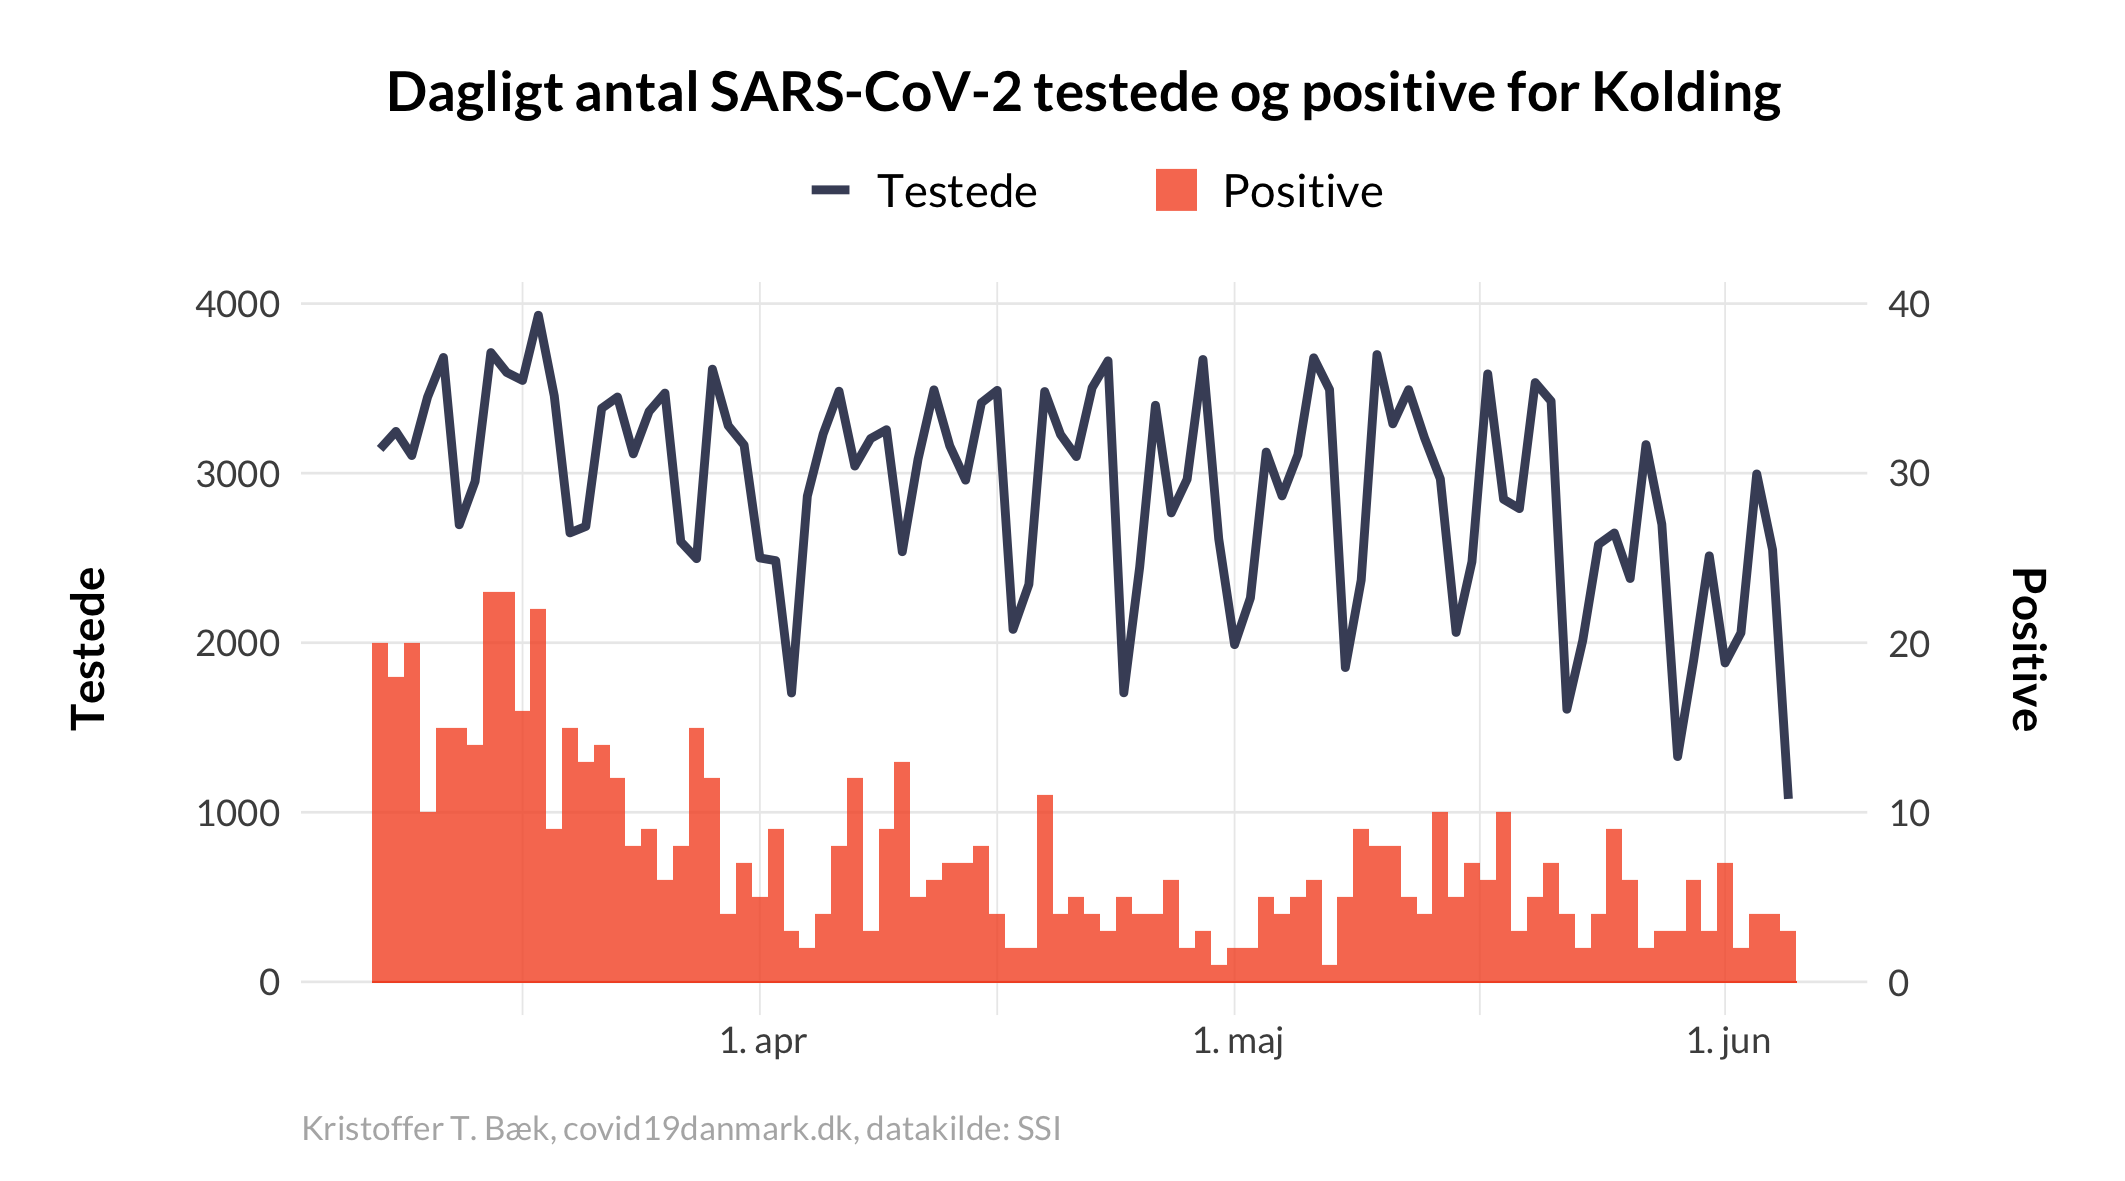 Dagligt antal SARS-CoV-2 testede og positive for Kolding
Testede Positive
4000 40
3000 30
2000 20
1000 10
0 0
Testede
Positive
1. apr 1. maj 1. jun
Kristoffer T. Bæk, covid19danmark.dk, datakilde: SSI